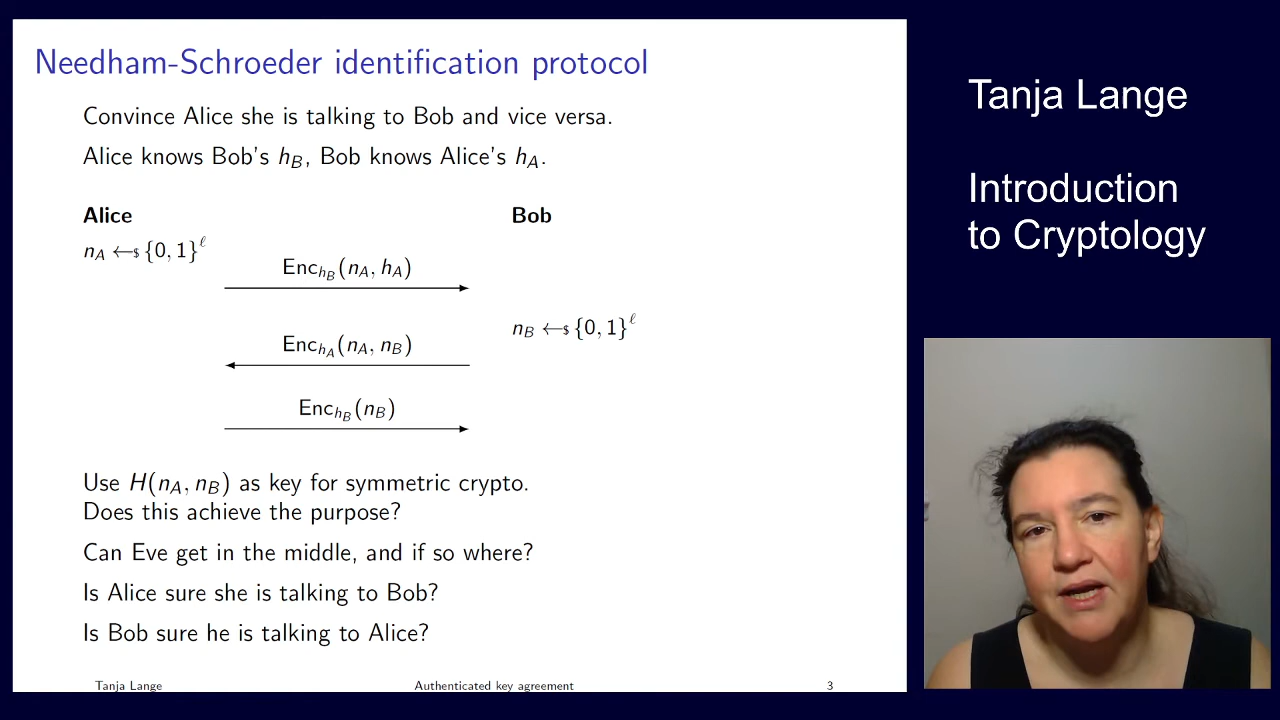 Needham-Schroeder identification protocol
Convince Alice she is talking to Bob and vice versa.
Alice knows Bob's h_B, Bob knows Alice's h_A.
Alice
Bob
n_A ←$ {0, 1}^ℓ
Enc_{h_B}(n_A, h_A)
n_B ←$ {0, 1}^ℓ
Enc_{h_A}(n_A, n_B)
Enc_{h_B}(n_B)
Use H(n_A, n_B) as key for symmetric crypto.
Does this achieve the purpose?
Can Eve get in the middle, and if so where?
Is Alice sure she is talking to Bob?
Is Bob sure he is talking to Alice?
Tanja Lange
Authenticated key agreement
3
Tanja Lange
Introduction
to Cryptology